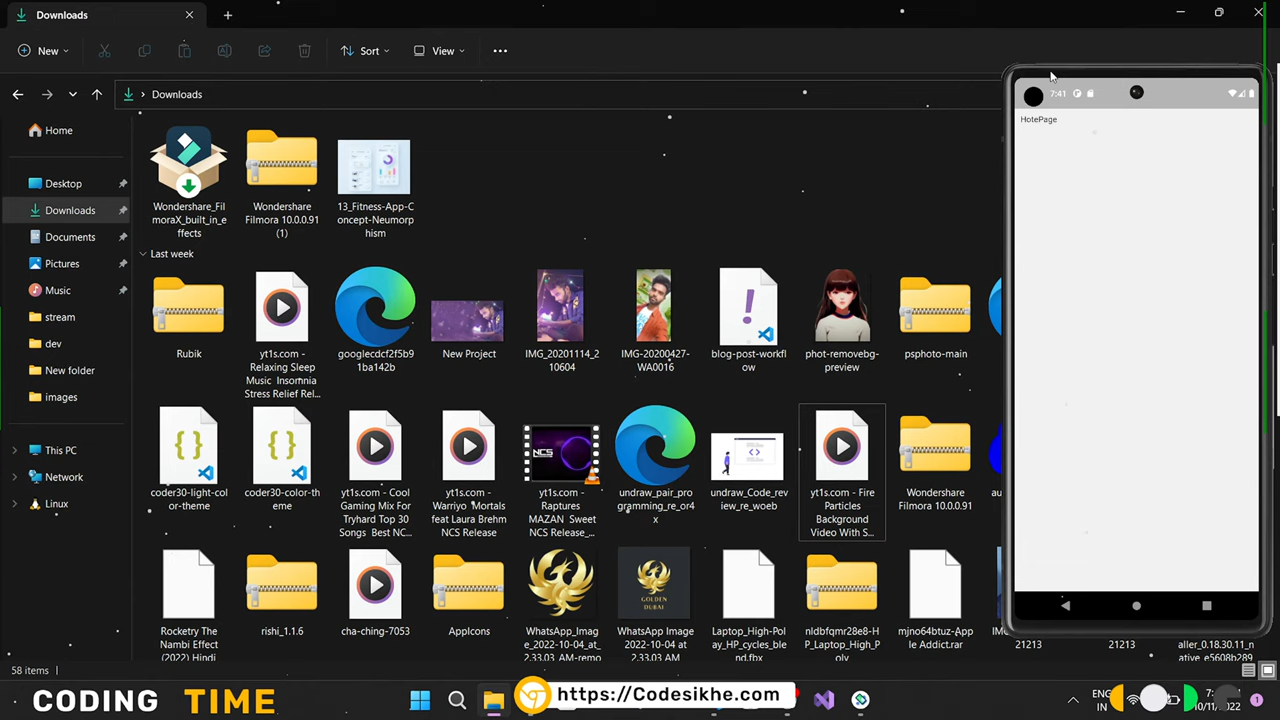 Downloads
New
Sort
View
Downloads
7:41
HotePage
Home
Desktop
Downloads
Documents
Pictures
Music
stream
dev
New folder
images
This PC
Network
Linux
Wondershare_Fil
moraX_built_in_e
ffects
Wondershare
Filmora 10.0.0.91
(1)
13_Fitness-App-C
oncept-Neumorp
hism
Last week
Rubik
yt1s.com -
Relaxing Sleep
Music Insomnia
Stress Relief Rel...
googlecdcf2f5b9
1ba142b
New Project
IMG_20201114_2
10604
IMG-20200427-
WA0016
blog-post-workfl
ow
phot-removebg-
preview
psphoto-main
coder30-light-col
or-theme
coder30-color-th
eme
yt1s.com - Cool
Gaming Mix For
Tryhard Top 30
Songs Best NC...
yt1s.com -
Warriyo Mortals
feat Laura Brehm
NCS Release
NCS
yt1s.com -
Raptures
MAZAN Sweet
NCS Release_...
undraw_pair_pro
gramming_re_or4
x
undraw_Code_re
view_re_woeb
yt1s.com - Fire
Particles
Background
Video With S...
Wondershare
Filmora 10.0.0.91
au
Rocketry The
Nambi Effect
(2022) Hindi
rishi_1.1.6
cha-ching-7053
AppIcons
WhatsApp_Imag
e_2022-10-04_at
_2.33.03_AM-remo
GOLDEN
DUBAI
WhatsApp Image
2022-10-04 at
2.33.03 AM
Laptop_High-Pol
ay_HP_cycles_ble
nd.fbx
nldbfqmr28e8-H
P_Laptop_High_P
oly
mjno64btuz-App
le Addict.rar
21213
21213
aller_0.18.30.11_n
ative_e5608b289
58 items
CODING TIME
https://Codesikhe.com
ENG
IN
10/11/2022
1